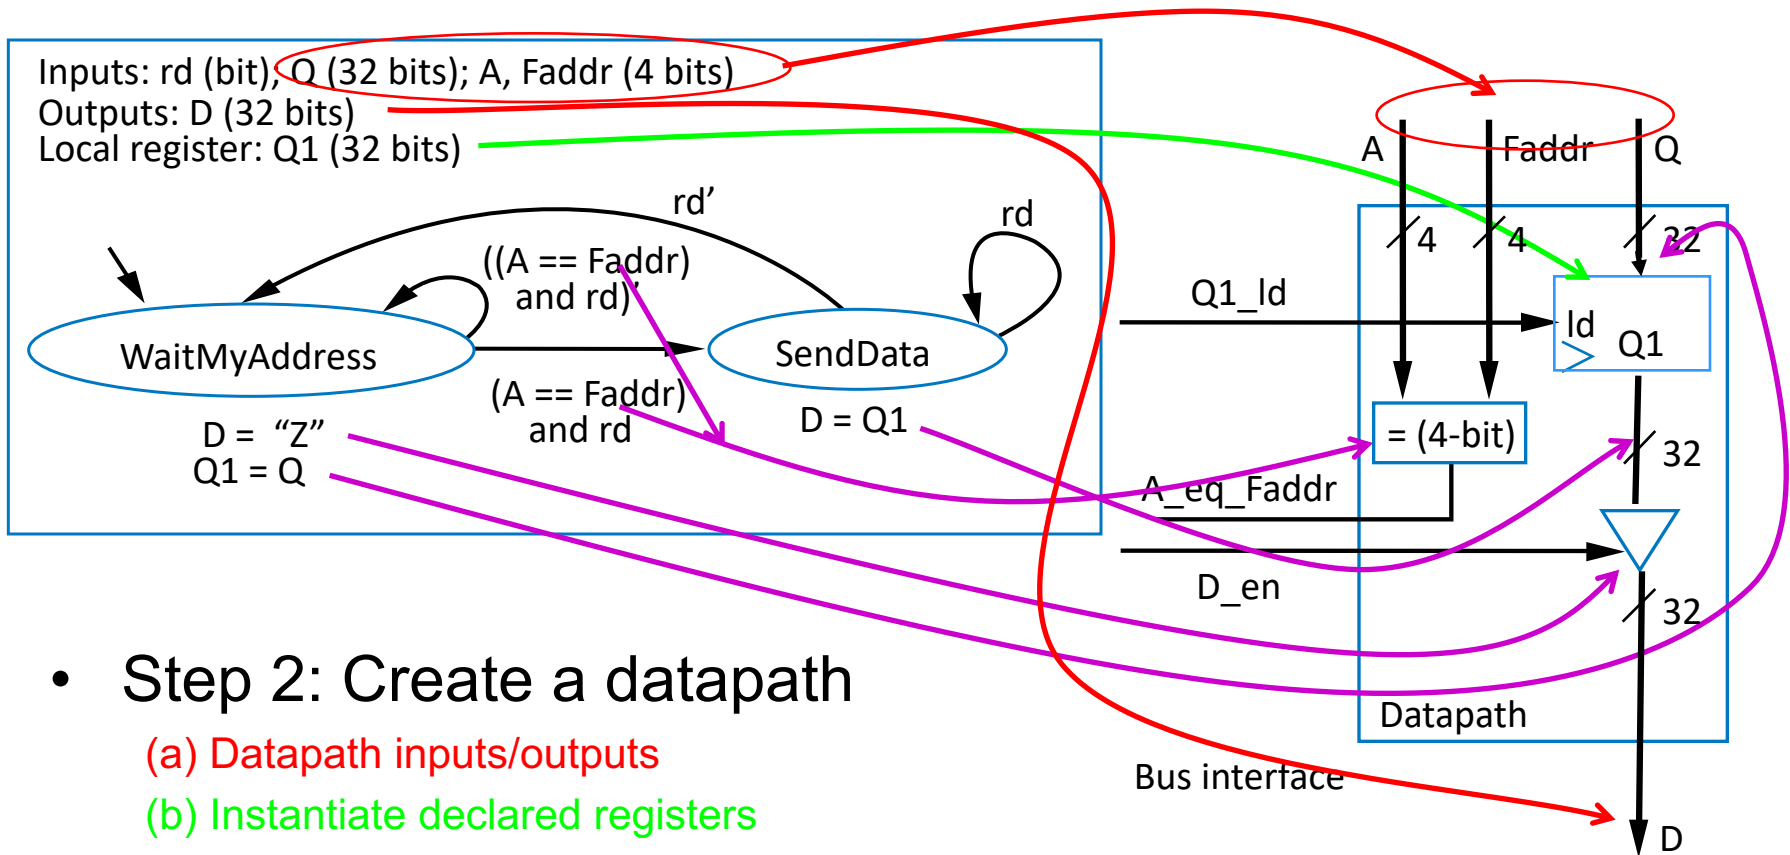 Inputs: rd (bit); Q (32 bits); A, Faddr (4 bits)
Outputs: D (32 bits)
Local register: Q1 (32 bits)
rd’
rd
((A == Faddr)
and rd)’
WaitMyAddress
SendData
(A == Faddr)
and rd
D = “Z”
Q1 = Q
D = Q1
A
Faddr
Q
4
4
32
Q1_ld
ld
Q1
= (4-bit)
32
A_eq_Faddr
D_en
32
Datapath
Bus interface
D
• Step 2: Create a datapath
(a) Datapath inputs/outputs
(b) Instantiate declared registers